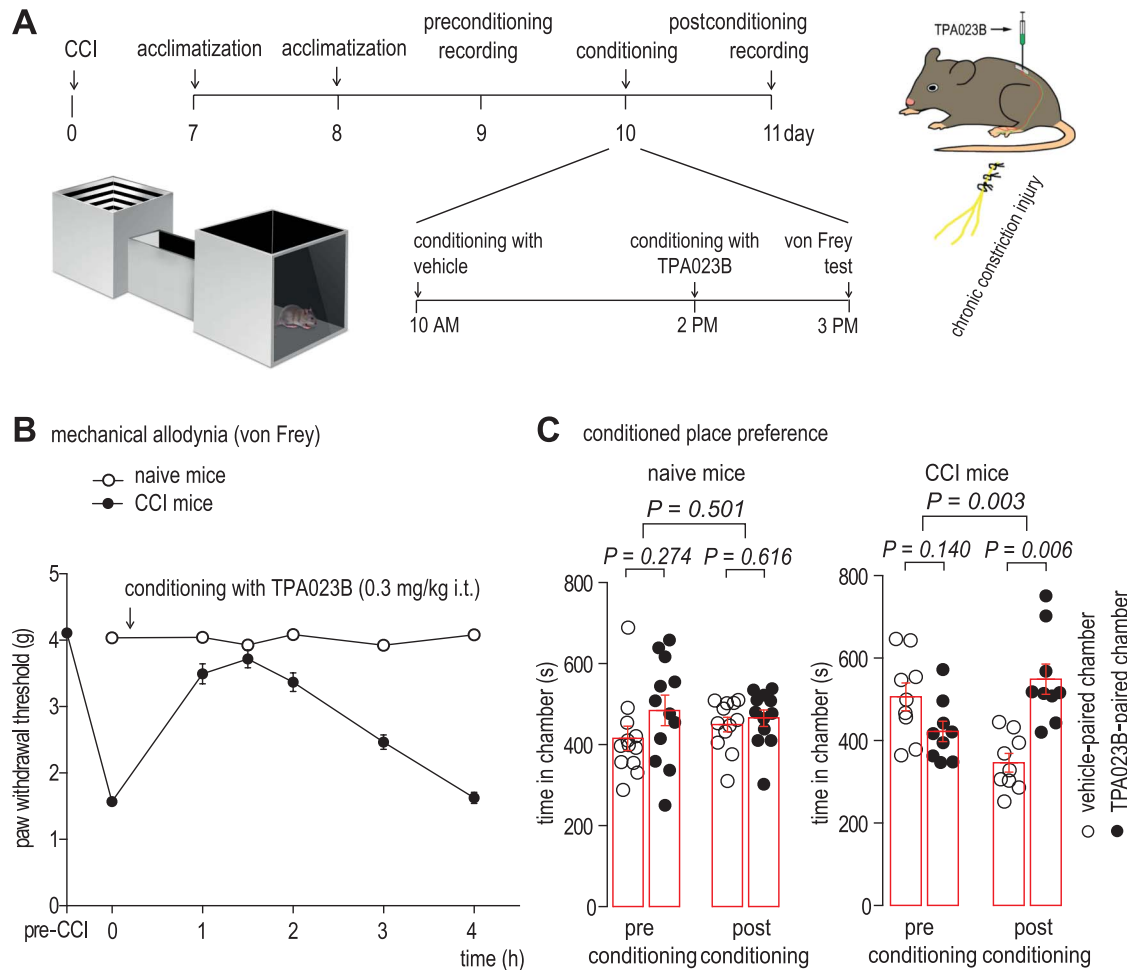 A
CCI
acclimatization
acclimatization
preconditioning
recording
conditioning
postconditioning
recording
0
7
8
9
10
11 day
TPA023B
chronic constriction injury
conditioning with
vehicle
conditioning with
TPA023B
von Frey
test
10 AM
2 PM
3 PM
B mechanical allodynia (von Frey)
naive mice
CCI mice
conditioning with TPA023B (0.3 mg/kg i.t.)
paw withdrawal threshold (g)
5
4
3
2
1
0
pre-CCI
0
1
2
3
4
time (h)
C conditioned place preference
naive mice
P = 0.501
P = 0.274
P = 0.616
time in chamber (s)
800
600
400
200
0
pre
conditioning
post
conditioning
CCI mice
P = 0.003
P = 0.140
P = 0.006
time in chamber (s)
800
600
400
200
0
pre
conditioning
post
conditioning
vehicle-paired chamber
TPA023B-paired chamber